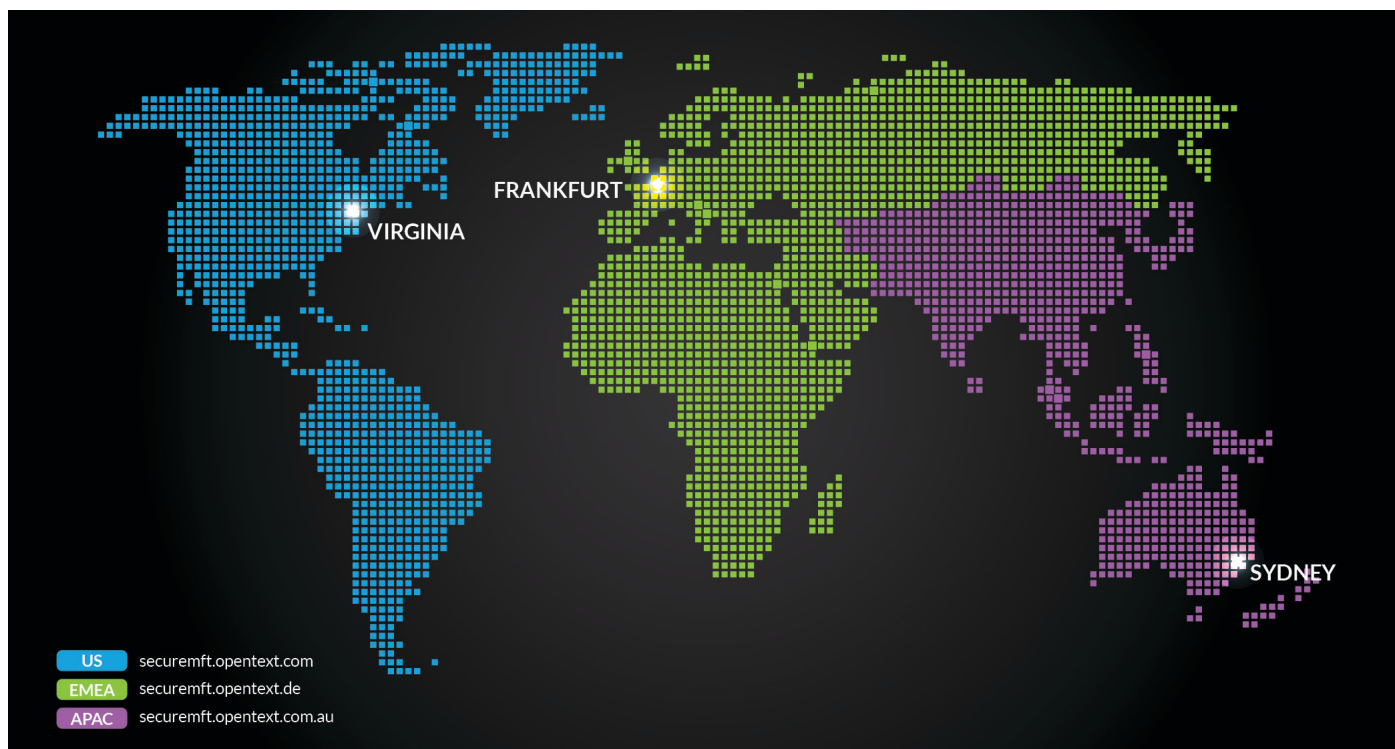 FRANKFURT
VIRGINIA
SYDNEY
US securemft.opentext.com
EMEA securemft.opentext.de
APAC securemft.opentext.com.au